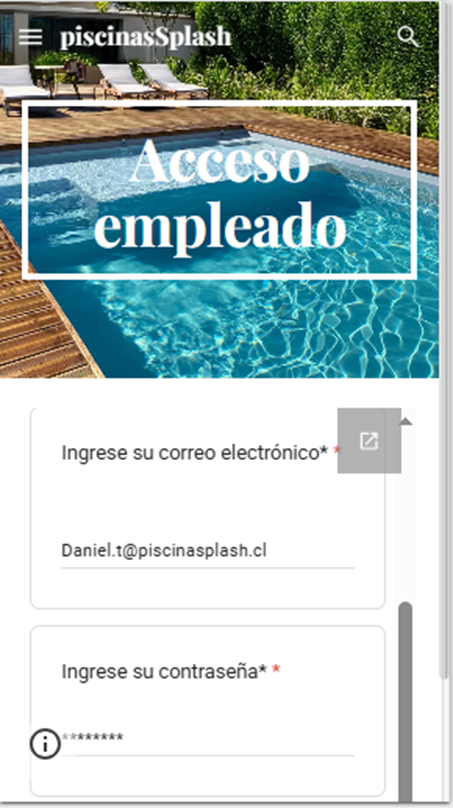 piscinasSplash
Acceso
empleado
Ingrese su correo electrónico* *
Daniel.t@piscinasplash.cl
Ingrese su contraseña* *
********